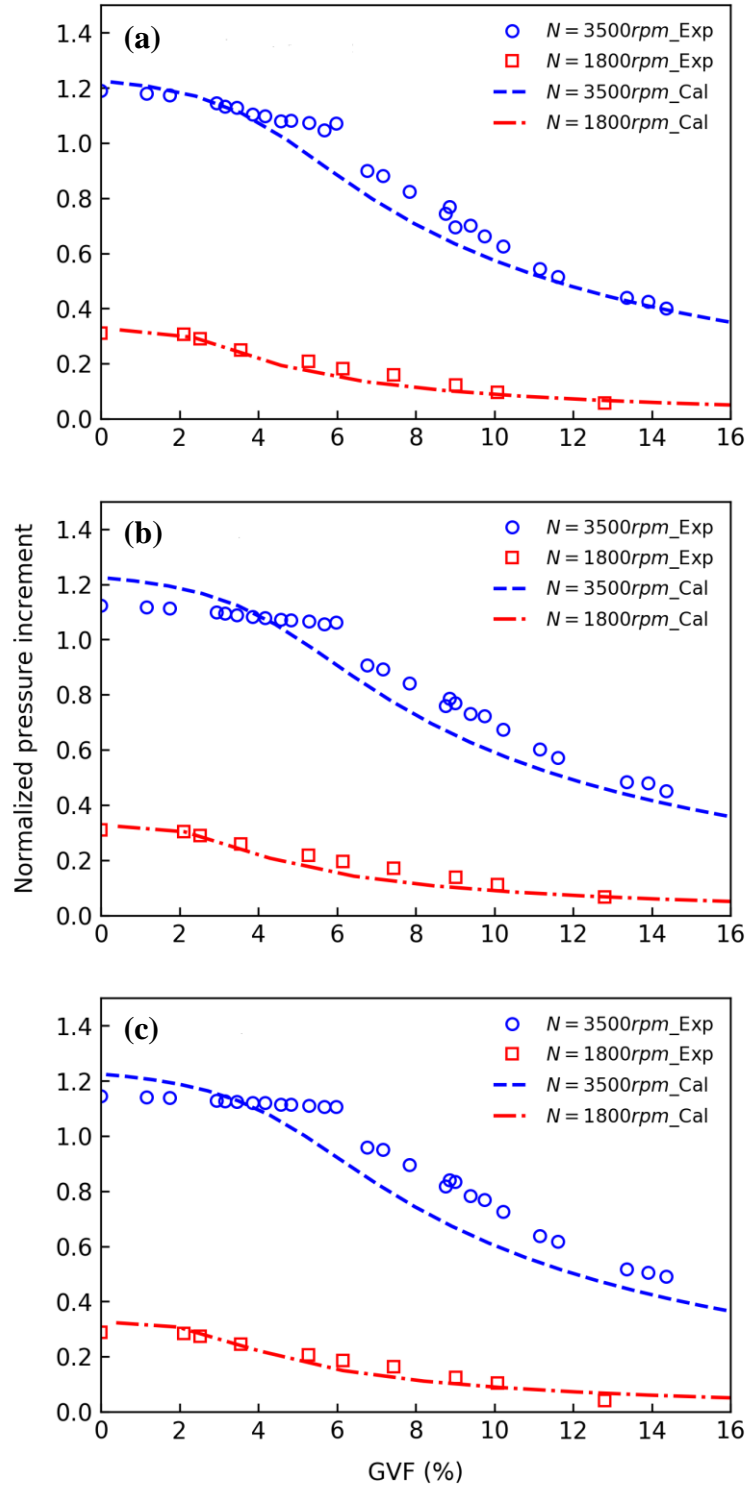 (a)
N = 3500rpm_Exp
N = 1800rpm_Exp
N = 3500rpm_Cal
N = 1800rpm_Cal
1.4
1.2
1.0
0.8
0.6
0.4
0.2
0.0
0 2 4 6 8 10 12 14 16
Normalized pressure increment
(b)
N = 3500rpm_Exp
N = 1800rpm_Exp
N = 3500rpm_Cal
N = 1800rpm_Cal
1.4
1.2
1.0
0.8
0.6
0.4
0.2
0.0
0 2 4 6 8 10 12 14 16
(c)
N = 3500rpm_Exp
N = 1800rpm_Exp
N = 3500rpm_Cal
N = 1800rpm_Cal
1.4
1.2
1.0
0.8
0.6
0.4
0.2
0.0
0 2 4 6 8 10 12 14 16
GVF (%)